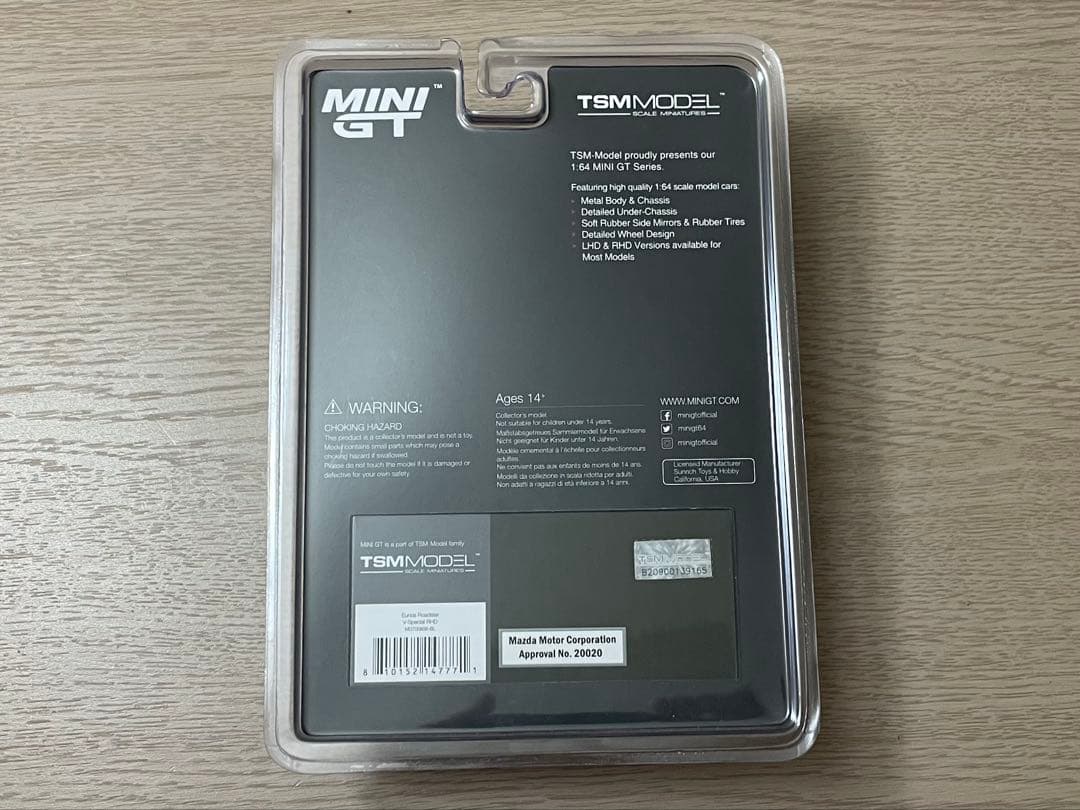 MINI GT™
TSMMODEL™
SCALE MINIATURES
TSM-Model proudly presents our
1:64 MINI GT Series.
Featuring high quality 1:64 scale model cars:
Metal Body & Chassis
Detailed Under-Chassis
Soft Rubber Side Mirrors & Rubber Tires
Detailed Wheel Design
LHD & RHD Versions available for
Most Models
WARNING:
CHOKING HAZARD
This product is a collector's model and is not a toy.
Model contains small parts which may pose a
choking hazard if swallowed.
Please do not touch the model if it is damaged or
defective for your own safety.
Ages 14+
Collector's model.
Not suitable for children under 14 years.
Maßstabsgetreues Sammlermodell für Erwachsene.
Nicht geeignet für Kinder unter 14 Jahren.
Modèle ornemental à l'échelle pour collectionneurs
adultes.
Ne convient pas aux enfants de moins de 14 ans.
Modelli da collezione in scala ridotta per adulti.
Non adatti a ragazzi di età inferiore a 14 anni.
WWW.MINIGT.COM
minigtofficial
minigt64
minigtofficial
Licensed Manufacturer:
Sunrich Toys & Hobby
California, USA
MINI GT is a part of TSM Model family
TSMMODEL™
SCALE MINIATURES
Eunos Roadster
V-Special RHD
8 10152 14777 1
B20900139165
Mazda Motor Corporation
Approval No. 20020